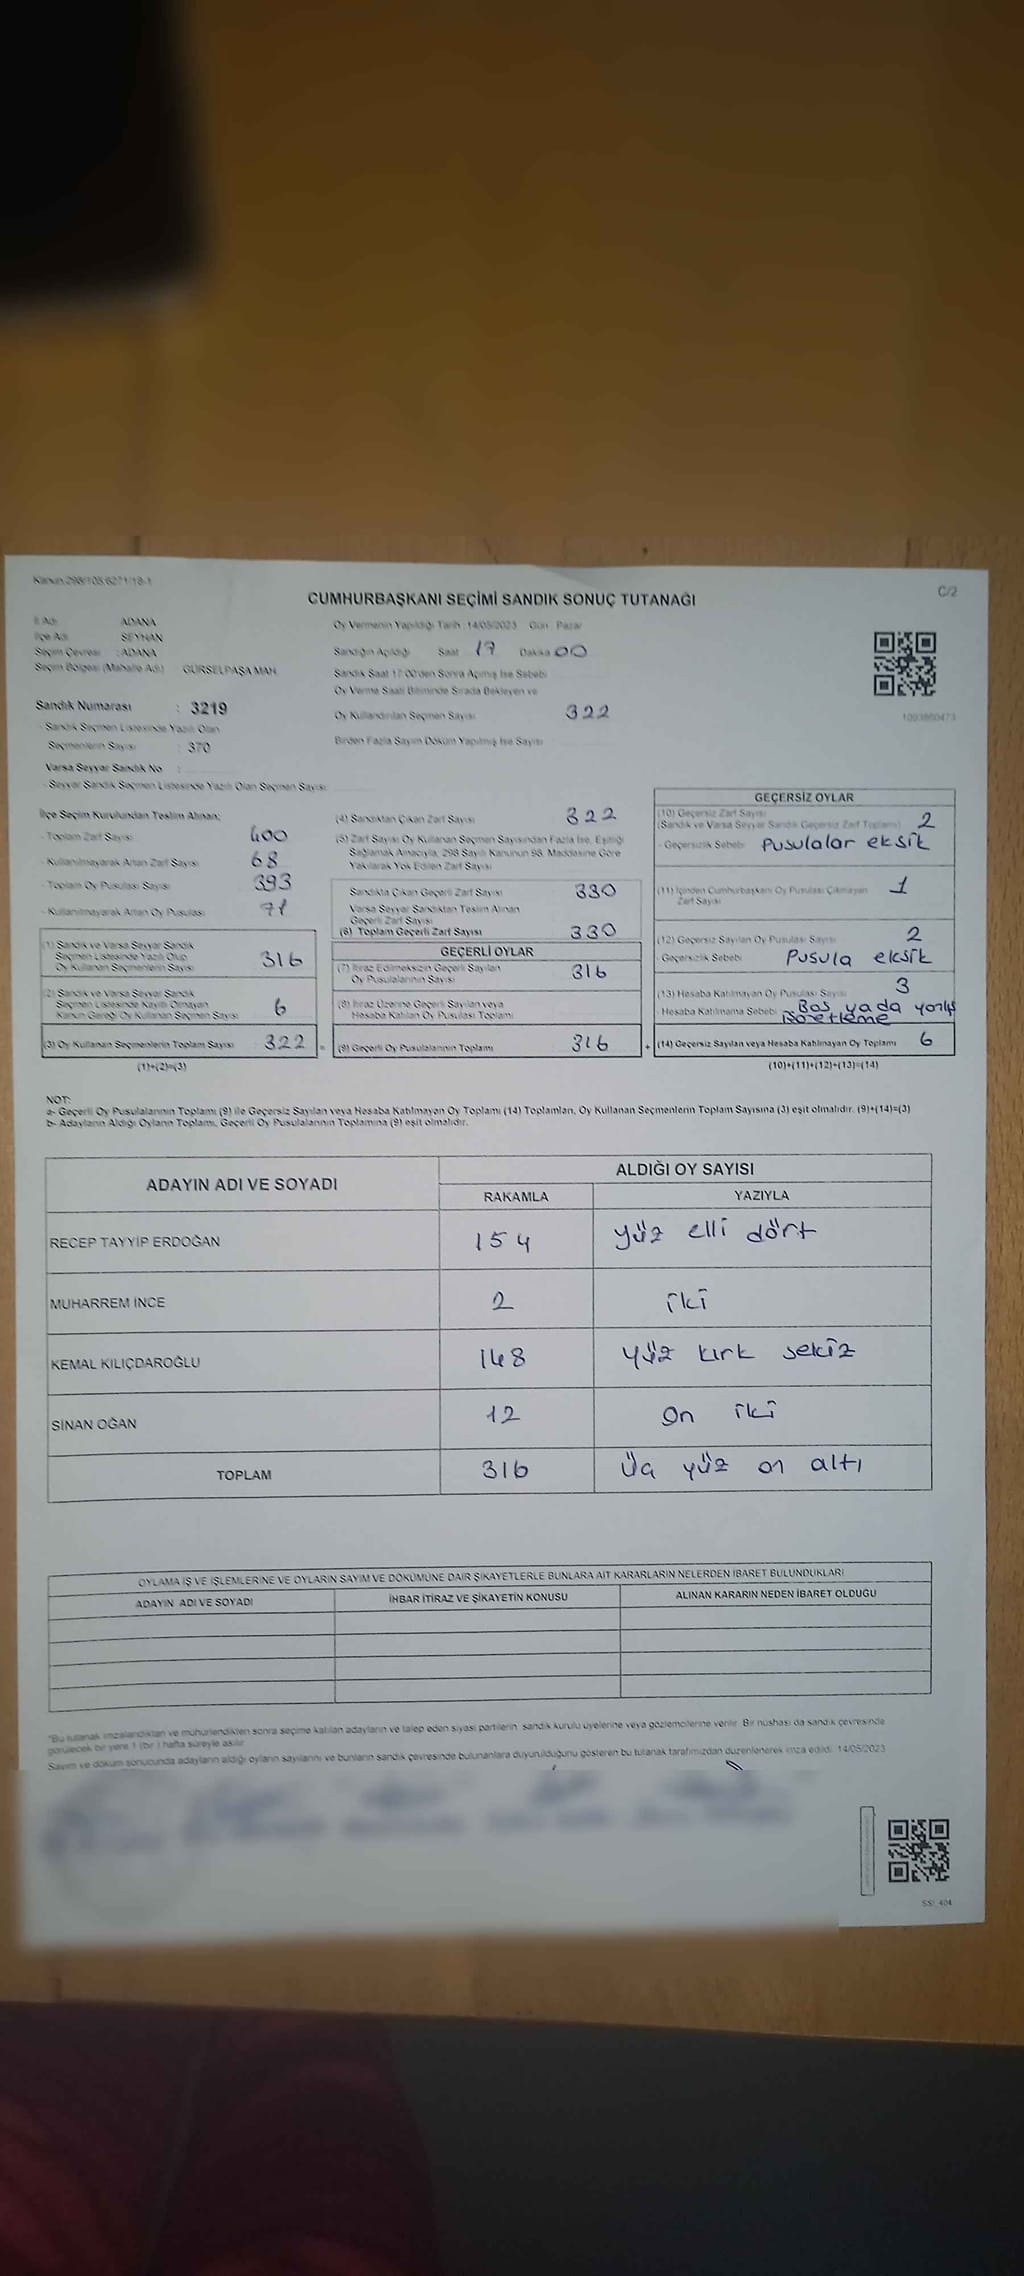 Kanun:298/105,6271/18-1
C/2
CUMHURBAŞKANI SEÇİMİ SANDIK SONUÇ TUTANAĞI
İl Adı ADANA
İlçe Adı SEYHAN
Seçim Çevresi : ADANA
Seçim Bölgesi (Mahalle Adı) GÜRSELPAŞA MAH.
Sandık Numarası : 3219
- Sandık Seçmen Listesinde Yazılı Olan
Seçmenlerin Sayısı : 370
Varsa Seyyar Sandık No :
- Seyyar Sandık Seçmen Listesinde Yazılı Olan Seçmen Sayısı
Oy Vermenin Yapıldığı Tarih : 14/05/2023 Gün : Pazar
Sandığın Açıldığı Saat 17 Dakika 00
Sandık Saat 17:00'den Sonra Açılmış İse Sebebi
Oy Verme Saati Bitiminde Sırada Bekleyen ve
Oy Kullandırılan Seçmen Sayısı 322
Birden Fazla Sayım Döküm Yapılmış İse Sayısı
1093860473
İlçe Seçim Kurulundan Teslim Alınan;
- Toplam Zarf Sayısı 400
- Kullanılmayarak Artan Zarf Sayısı 68
- Toplam Oy Pusulası Sayısı 393
- Kullanılmayarak Artan Oy Pusulası 71
(1) Sandık ve Varsa Seyyar Sandık
Seçmen Listesinde Yazılı Olup
Oy Kullanan Seçmenlerin Sayısı 316
(2) Sandık ve Varsa Seyyar Sandık
Seçmen Listesinde Kayıtlı Olmayan
Kanun Gereği Oy Kullanan Seçmen Sayısı 6
(3) Oy Kullanan Seçmenlerin Toplam Sayısı 322 =
(1)+(2)=(3)
(4) Sandıktan Çıkan Zarf Sayısı 322
(5) Zarf Sayısı Oy Kullanan Seçmen Sayısından Fazla İse, Eşitliği
Sağlamak Amacıyla, 298 Sayılı Kanunun 98. Maddesine Göre
Yakılarak Yok Edilen Zarf Sayısı
Sandıkta Çıkan Geçerli Zarf Sayısı 330
Varsa Seyyar Sandıktan Teslim Alınan
Geçerli Zarf Sayısı
(6) Toplam Geçerli Zarf Sayısı 330
GEÇERLİ OYLAR
(7) İtiraz Edilmeksizin Geçerli Sayılan
Oy Pusulalarının Sayısı 316
(8) İtiraz Üzerine Geçerli Sayılan veya
Hesaba Katılan Oy Pusulası Toplamı
(9) Geçerli Oy Pusulalarının Toplamı 316 +
GEÇERSİZ OYLAR
(10) Geçersiz Zarf Sayısı
(Sandık ve Varsa Seyyar Sandık Geçersiz Zarf Toplamı) 2
- Geçersizlik Sebebi Pusulalar eksik
(11) İçinden Cumhurbaşkanı Oy Pusulası Çıkmayan
Zarf Sayısı 1
(12) Geçersiz Sayılan Oy Pusulası Sayısı 2
- Geçersizlik Sebebi Pusula eksik
(13) Hesaba Katılmayan Oy Pusulası Sayısı 3
- Hesaba Katılmama Sebebi Boş yada yanlış
işaretleme
(14) Geçersiz Sayılan veya Hesaba Katılmayan Oy Toplamı 6
(10)+(11)+(12)+(13)=(14)
NOT:
a- Geçerli Oy Pusulalarının Toplamı (9) ile Geçersiz Sayılan veya Hesaba Katılmayan Oy Toplamı (14) Toplamları, Oy Kullanan Seçmenlerin Toplam Sayısına (3) eşit olmalıdır. (9)+(14)=(3)
b- Adayların Aldığı Oyların Toplamı, Geçerli Oy Pusulalarının Toplamına (9) eşit olmalıdır.
ADAYIN ADI VE SOYADI ALDIĞI OY SAYISI
RAKAMLA YAZIYLA
RECEP TAYYİP ERDOĞAN 154 yüz elli dört
MUHARREM İNCE 2 iki
KEMAL KILIÇDAROĞLU 148 yüz kırk sekiz
SİNAN OĞAN 12 on iki
TOPLAM 316 Üç yüz on altı
OYLAMA İŞ VE İŞLEMLERİNE VE OYLARIN SAYIM VE DÖKÜMÜNE DAİR ŞİKAYETLERLE BUNLARA AİT KARARLARIN NELERDEN İBARET BULUNDUKLARI
ADAYIN ADI VE SOYADI İHBAR İTİRAZ VE ŞİKAYETİN KONUSU ALINAN KARARIN NEDEN İBARET OLDUĞU
*Bu tutanak imzalandıktan ve mühürlendikten sonra seçime katılan adayların ve talep eden siyasi partilerin sandık kurulu üyelerine veya gözlemcilerine verilir. Bir nüshası da sandık çevresinde
görülecek bir yere 1 (bir) hafta süreyle asılır.
Sayım ve döküm sonucunda adayların aldığı oyların sayılarını ve bunların sandık çevresinde bulunanlara duyurulduğunu gösteren bu tutanak tarafımızdan düzenlenerek imza edildi. 14/05/2023
SSI_404